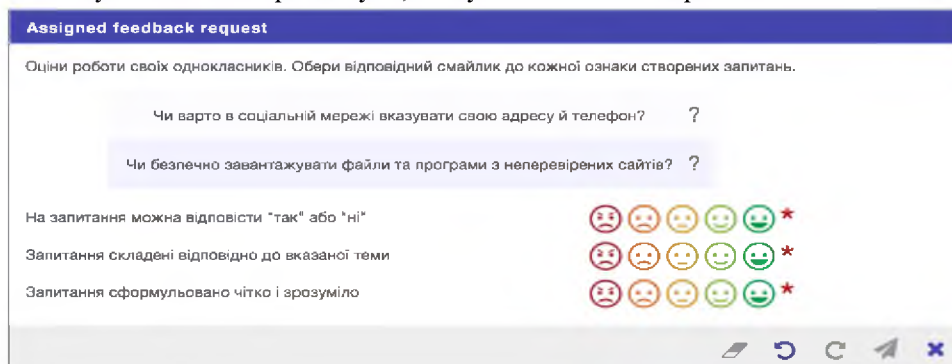 Assigned feedback request
Оціни роботи своїх однокласників. Обери відповідний смайлик до кожної ознаки створених запитань.
Чи варто в соціальній мережі вказувати свою адресу й телефон? ?
Чи безпечно завантажувати файли та програми з неперевірених сайтів? ?
На запитання можна відповісти "так" або "ні" *
Запитання складені відповідно до вказаної теми *
Запитання сформульовано чітко і зрозуміло *